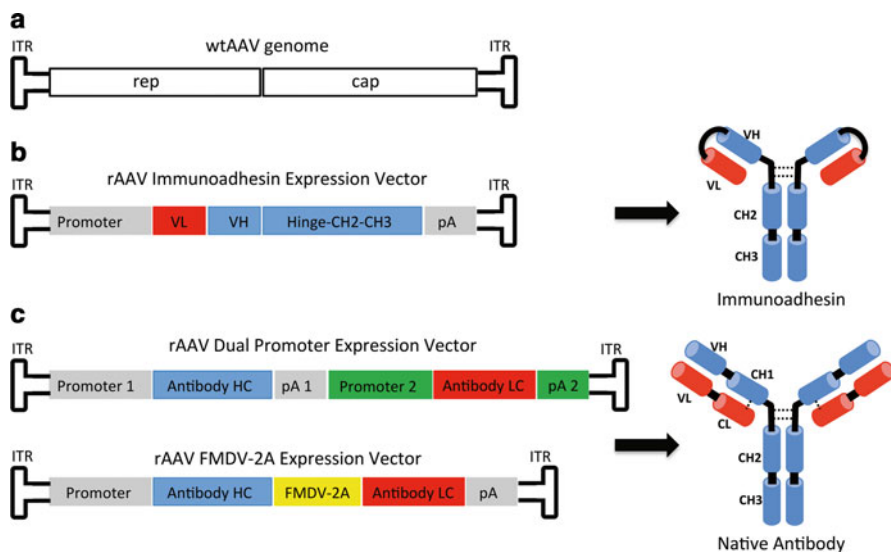 a
ITR
wtAAV genome
ITR
rep
cap
b
ITR
rAAV Immunoadhesin Expression Vector
ITR
Promoter
VL
VH
Hinge-CH2-CH3
pA
VH
VL
CH2
CH3
Immunoadhesin
c
ITR
rAAV Dual Promoter Expression Vector
ITR
Promoter 1
Antibody HC
pA 1
Promoter 2
Antibody LC
pA 2
ITR
rAAV FMDV-2A Expression Vector
ITR
Promoter
Antibody HC
FMDV-2A
Antibody LC
pA
VH
CH1
VL
CL
CH2
CH3
Native Antibody